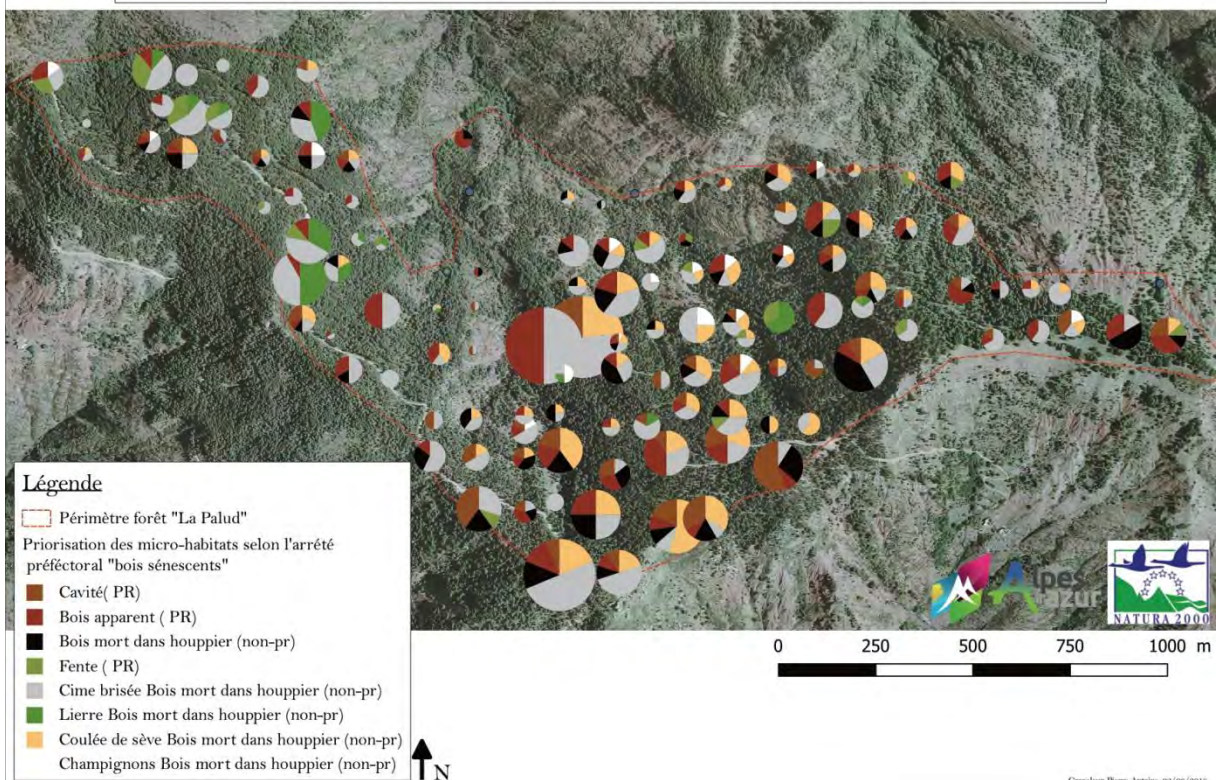 Légende
Périmètre forêt "La Palud"
Priorisation des micro-habitats selon l'arrété
préféctoral "bois sénescents"
Cavité( PR)
Bois apparent ( PR)
Bois mort dans houppier (non-pr)
Fente ( PR)
Cime brisée Bois mort dans houppier (non-pr)
Lierre Bois mort dans houppier (non-pr)
Coulée de sève Bois mort dans houppier (non-pr)
Champignons Bois mort dans houppier (non-pr)
N
Alpes
azur
NATURA 2000
0 250 500 750 1000 m